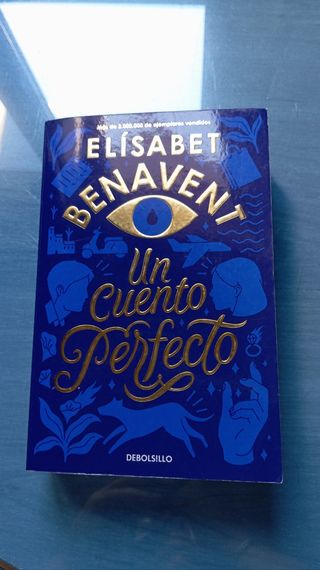 Más de 3.000.000 de ejemplares vendidos
ELÍSABET
BENAVENT
Un
Cuento
Perfecto
DEBOLSILLO